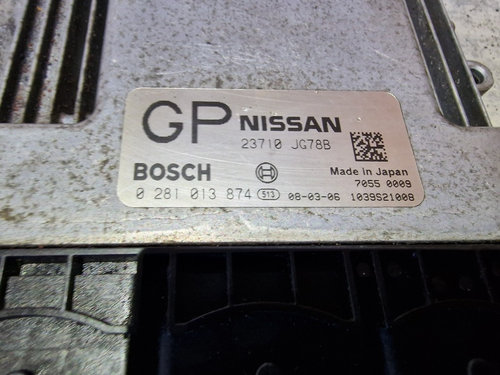 GP NISSAN
23710 JG78B
BOSCH
Made in Japan
7055 0009
0 281 013 874 513 08-03-06 1039S21008